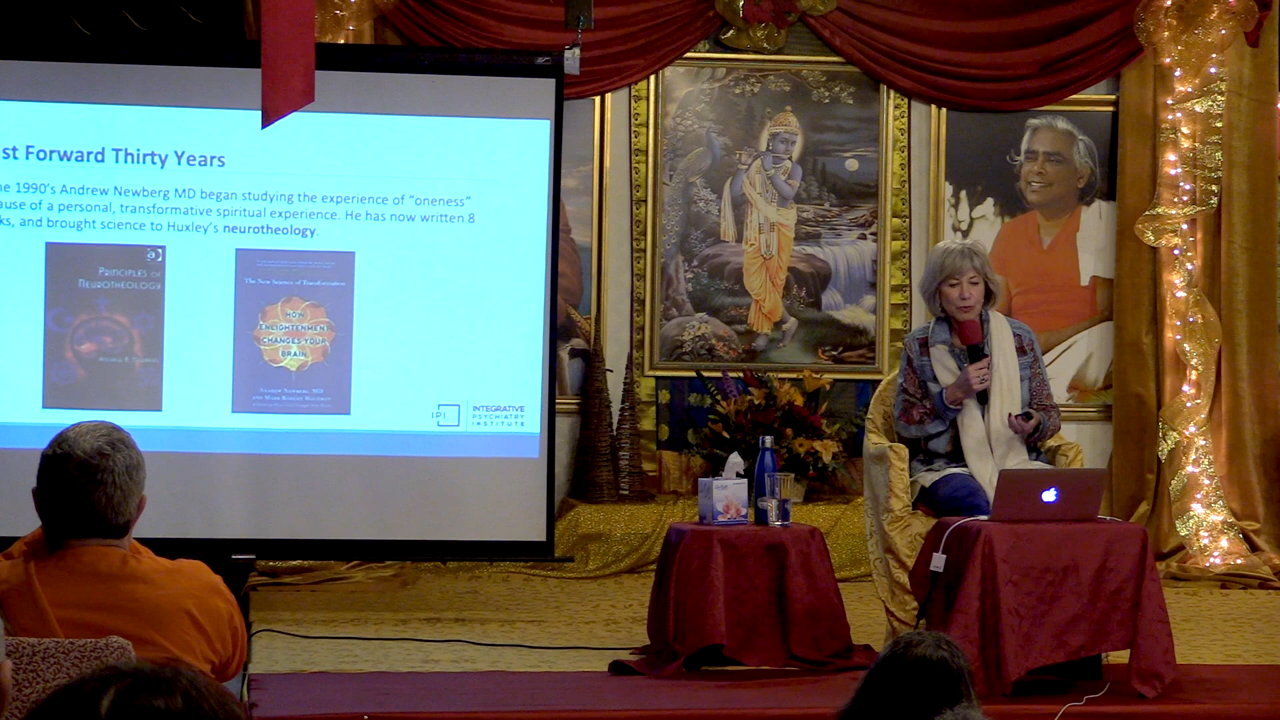 st Forward Thirty Years
ne 1990's Andrew Newberg MD began studying the experience of "oneness"
ause of a personal, transformative spiritual experience. He has now written 8
ks, and brought science to Huxley's neurotheology.
PRINCIPLES OF
NEUROTHEOLOGY
The New Science of Transformation
HOW
ENLIGHTENMENT
CHANGES YOUR
BRAIN
ANDREW NEWBERG, MD
AND MARK ROBERT WALDMAN
IPI
INTEGRATIVE
PSYCHIATRY
INSTITUTE